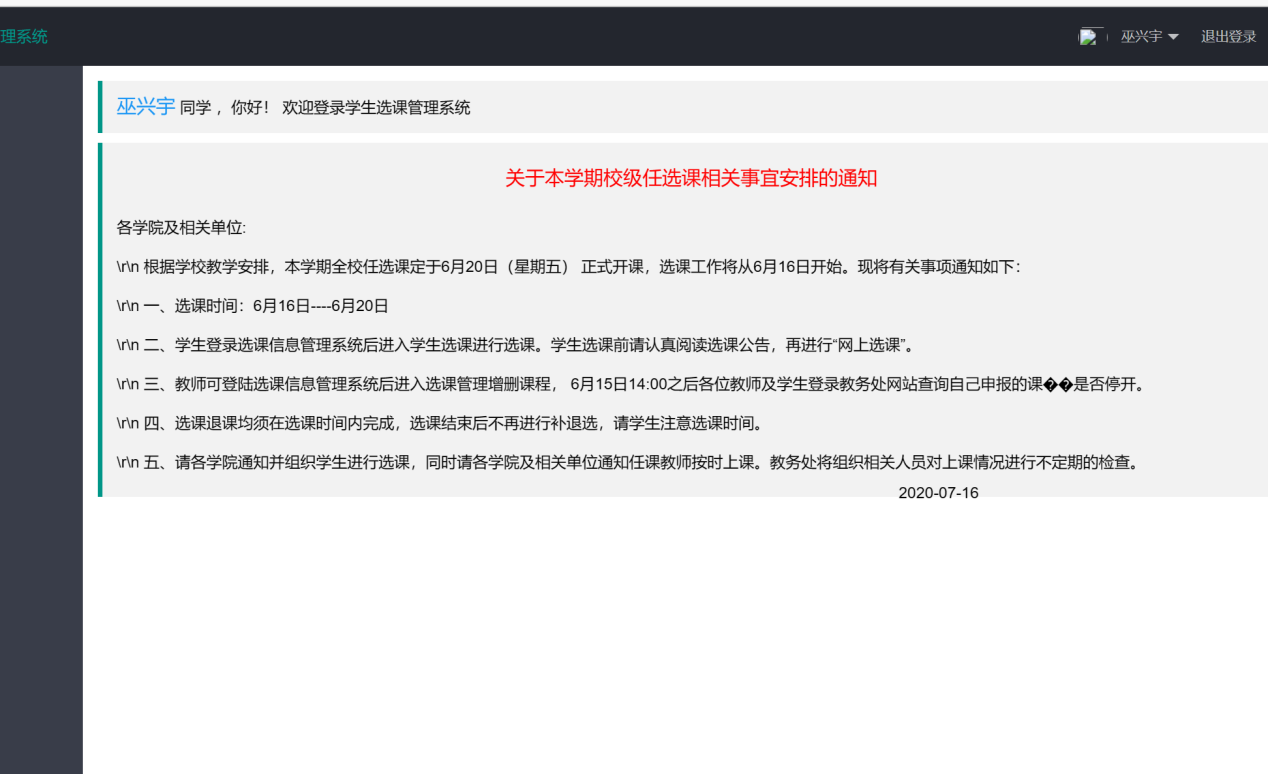 理系统
巫兴宇 退出登录
巫兴宇 同学 ，你好！ 欢迎登录学生选课管理系统
关于本学期校级任选课相关事宜安排的通知
各学院及相关单位:
\r\n 根据学校教学安排，本学期全校任选课定于6月20日（星期五） 正式开课，选课工作将从6月16日开始。现将有关事项通知如下：
\r\n 一、选课时间：6月16日----6月20日
\r\n 二、学生登录选课信息管理系统后进入学生选课进行选课。学生选课前请认真阅读选课公告，再进行“网上选课”。
\r\n 三、教师可登陆选课信息管理系统后进入选课管理增删课程， 6月15日14:00之后各位教师及学生登录教务处网站查询自己申报的课��是否停开。
\r\n 四、选课退课均须在选课时间内完成，选课结束后不再进行补退选，请学生注意选课时间。
\r\n 五、请各学院通知并组织学生进行选课，同时请各学院及相关单位通知任课教师按时上课。教务处将组织相关人员对上课情况进行不定期的检查。
2020-07-16